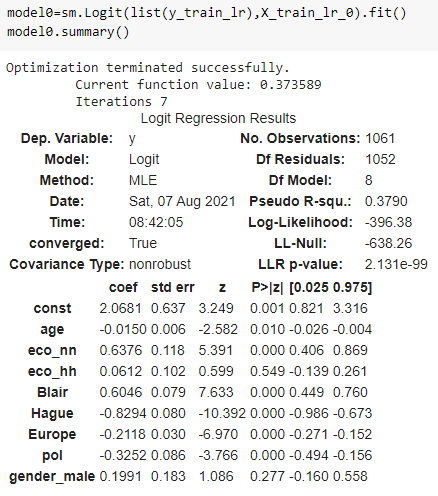 model0=sm.Logit(list(y_train_lr),X_train_lr_0).fit()
model0.summary()
Optimization terminated successfully.
Current function value: 0.373589
Iterations 7
Logit Regression Results
Dep. Variable: y No. Observations: 1061
Model: Logit Df Residuals: 1052
Method: MLE Df Model: 8
Date: Sat, 07 Aug 2021 Pseudo R-squ.: 0.3790
Time: 08:42:05 Log-Likelihood: -396.38
converged: True LL-Null: -638.26
Covariance Type: nonrobust LLR p-value: 2.131e-99
coef std err z P>|z| [0.025 0.975]
const 2.0681 0.637 3.249 0.001 0.821 3.316
age -0.0150 0.006 -2.582 0.010 -0.026 -0.004
eco_nn 0.6376 0.118 5.391 0.000 0.406 0.869
eco_hh 0.0612 0.102 0.599 0.549 -0.139 0.261
Blair 0.6046 0.079 7.633 0.000 0.449 0.760
Hague -0.8294 0.080 -10.392 0.000 -0.986 -0.673
Europe -0.2118 0.030 -6.970 0.000 -0.271 -0.152
pol -0.3252 0.086 -3.766 0.000 -0.494 -0.156
gender_male 0.1991 0.183 1.086 0.277 -0.160 0.558